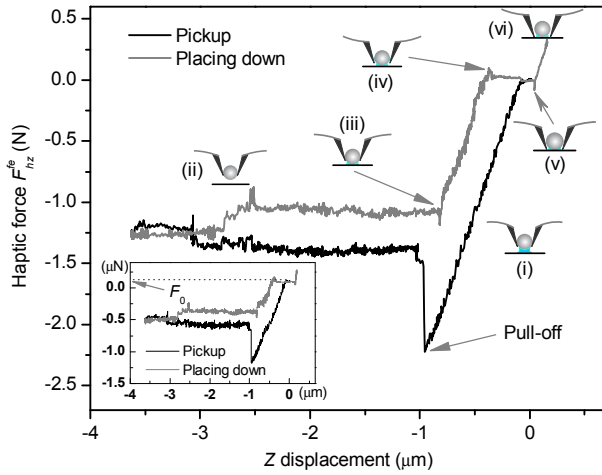 0.5
0.0
-0.5
-1.0
-1.5
-2.0
-2.5
Haptic force F_hz^fe (N)
Pickup
Placing down
(vi)
(iv)
(iii)
(ii)
(v)
(i)
Pull-off
(μN)
0.0
-0.5
-1.0
-1.5
F0
Pickup
Placing down
-4 -3 -2 -1 0 (μm)
-4 -3 -2 -1 0
Z displacement (μm)